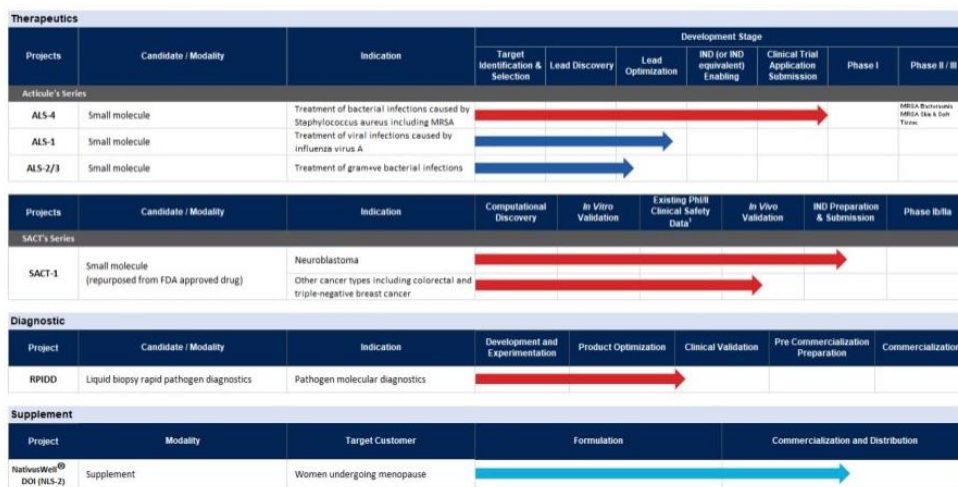 Therapeutics
Projects
Candidate / Modality
Indication
Development Stage
Target Identification & Selection
Lead Discovery
Lead Optimization
IND (or IND equivalent) Enabling
Clinical Trial Application Submission
Phase I
Phase II / III
Acticule's Series
ALS-4
Small molecule
Treatment of bacterial infections caused by
Staphylococcus aureus including MRSA
MRSA Bacteremia
MRSA Skin & Soft
Tissue
ALS-1
Small molecule
Treatment of viral infections caused by
influenza virus A
ALS-2/3
Small molecule
Treatment of gram+ve bacterial infections
Projects
Candidate / Modality
Indication
Computational Discovery
In Vitro Validation
Existing PhI/II Clinical Safety Data¹
In Vivo Validation
IND Preparation & Submission
Phase Ib/IIa
SACT's Series
SACT-1
Small molecule
(repurposed from FDA approved drug)
Neuroblastoma
Other cancer types including colorectal and
triple-negative breast cancer
Diagnostic
Project
Candidate / Modality
Indication
Development and Experimentation
Product Optimization
Clinical Validation
Pre Commercialization Preparation
Commercialization
RPIDD
Liquid biopsy rapid pathogen diagnostics
Pathogen molecular diagnostics
Supplement
Project
Modality
Target Customer
Formulation
Commercialization and Distribution
NativusWell®
DOI (NLS-2)
Supplement
Women undergoing menopause